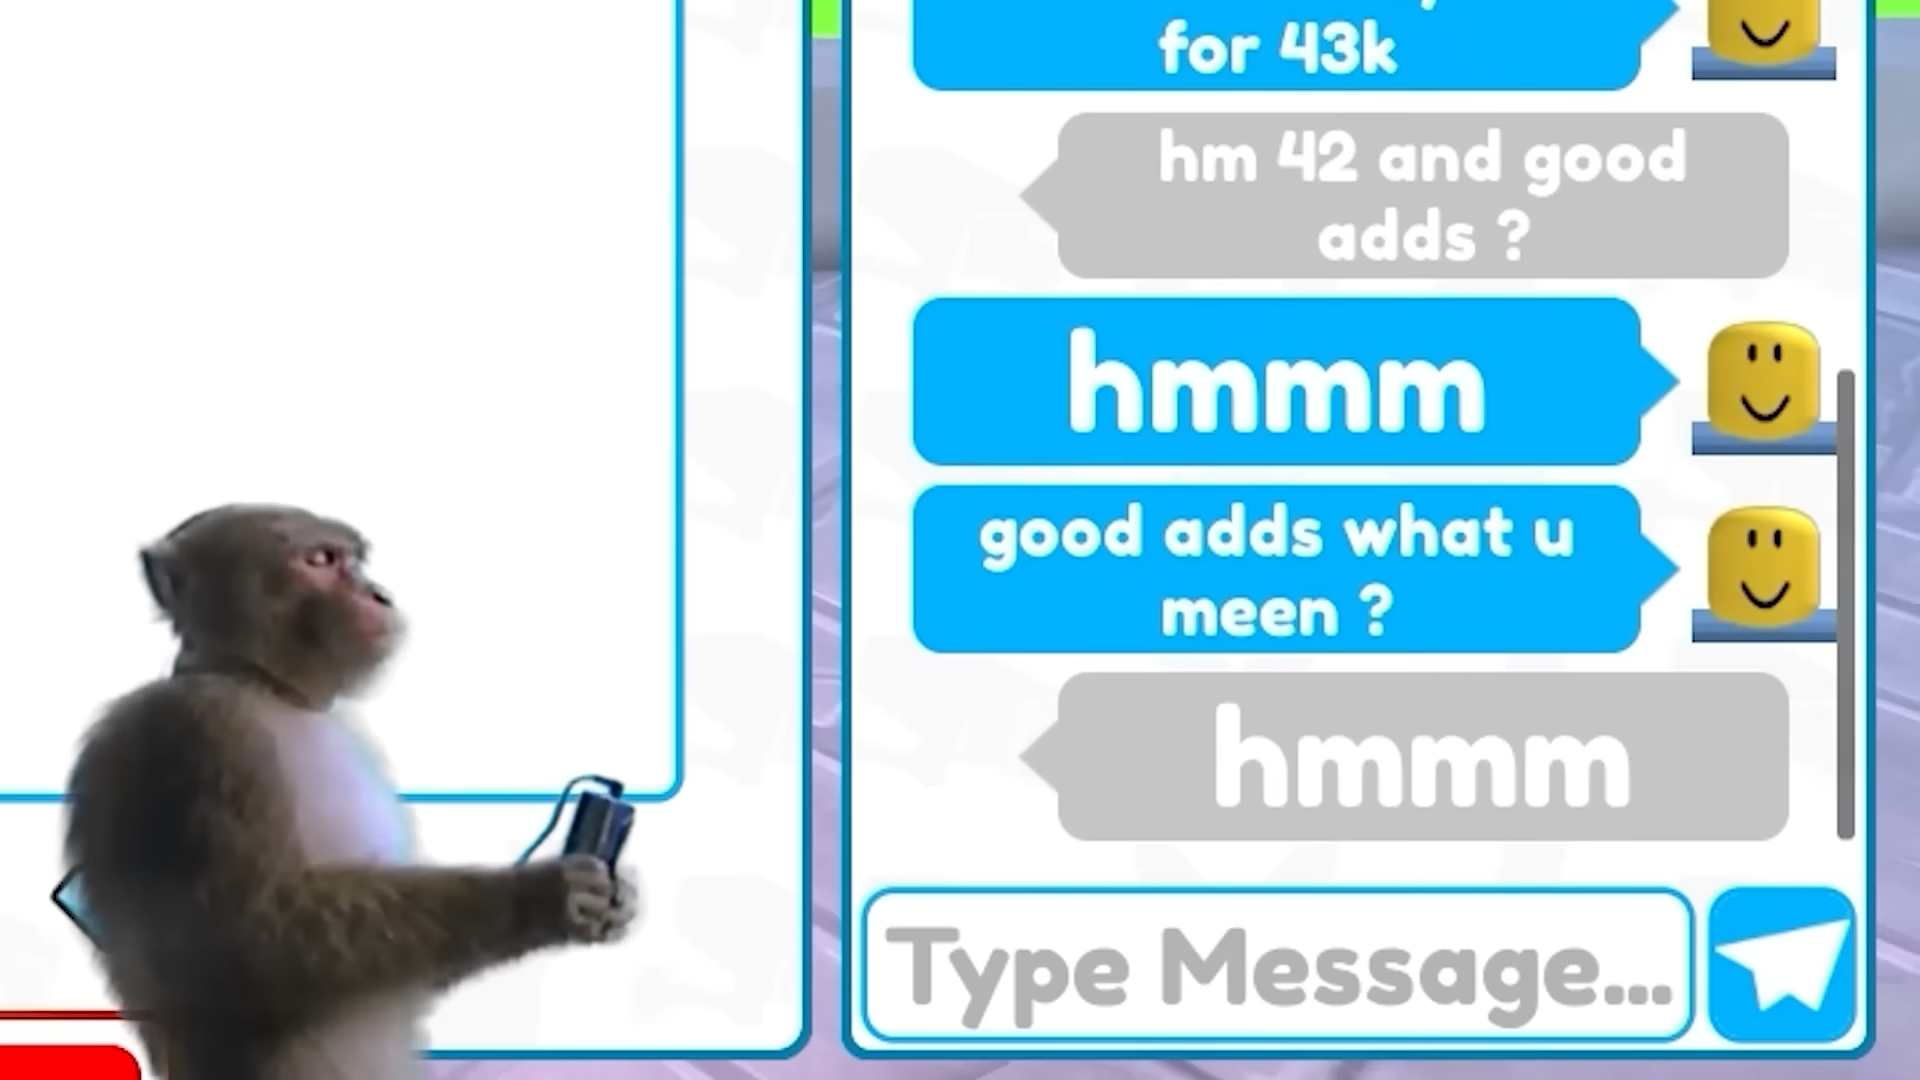 for 43k
hm 42 and good
adds ?
hmmm
good adds what u
meen ?
hmmm
Type Message...